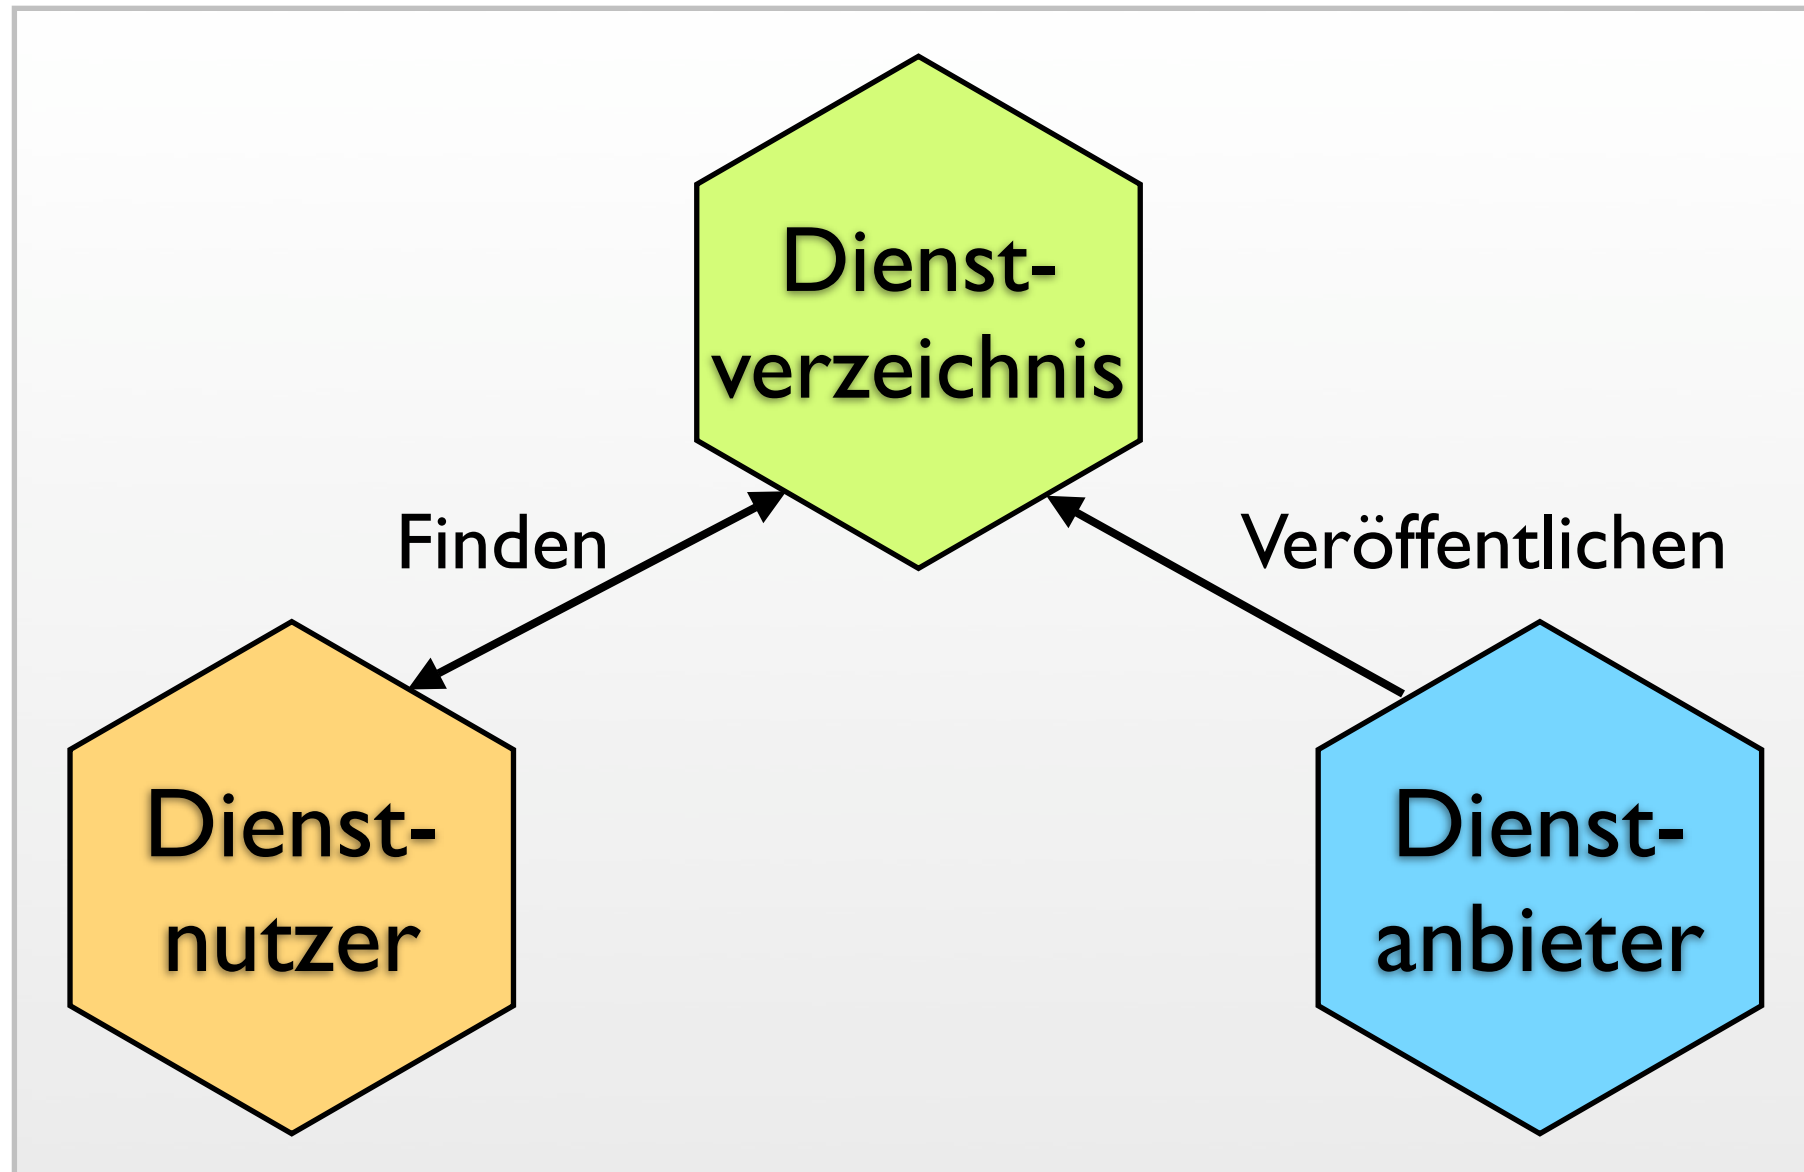 Dienst-
verzeichnis
Finden
Veröffentlichen
Dienst-
nutzer
Dienst-
anbieter